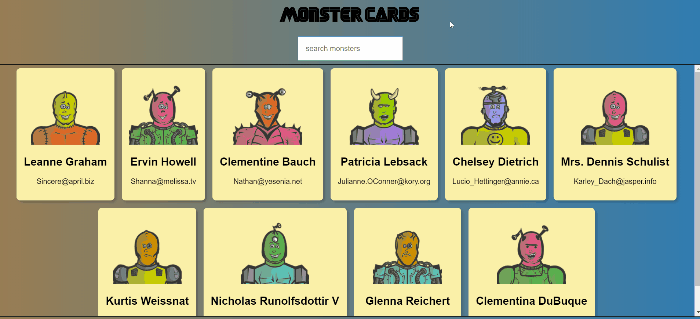 MONSTER CARDS
search monsters
Leanne Graham
Sincere@april.biz
Ervin Howell
Shanna@melissa.tv
Clementine Bauch
Nathan@yesenia.net
Patricia Lebsack
Julianne.OConner@kory.org
Chelsey Dietrich
Lucio_Hettinger@annie.ca
Mrs. Dennis Schulist
Karley_Dach@jasper.info
Kurtis Weissnat
Nicholas Runolfsdottir V
Glenna Reichert
Clementina DuBuque